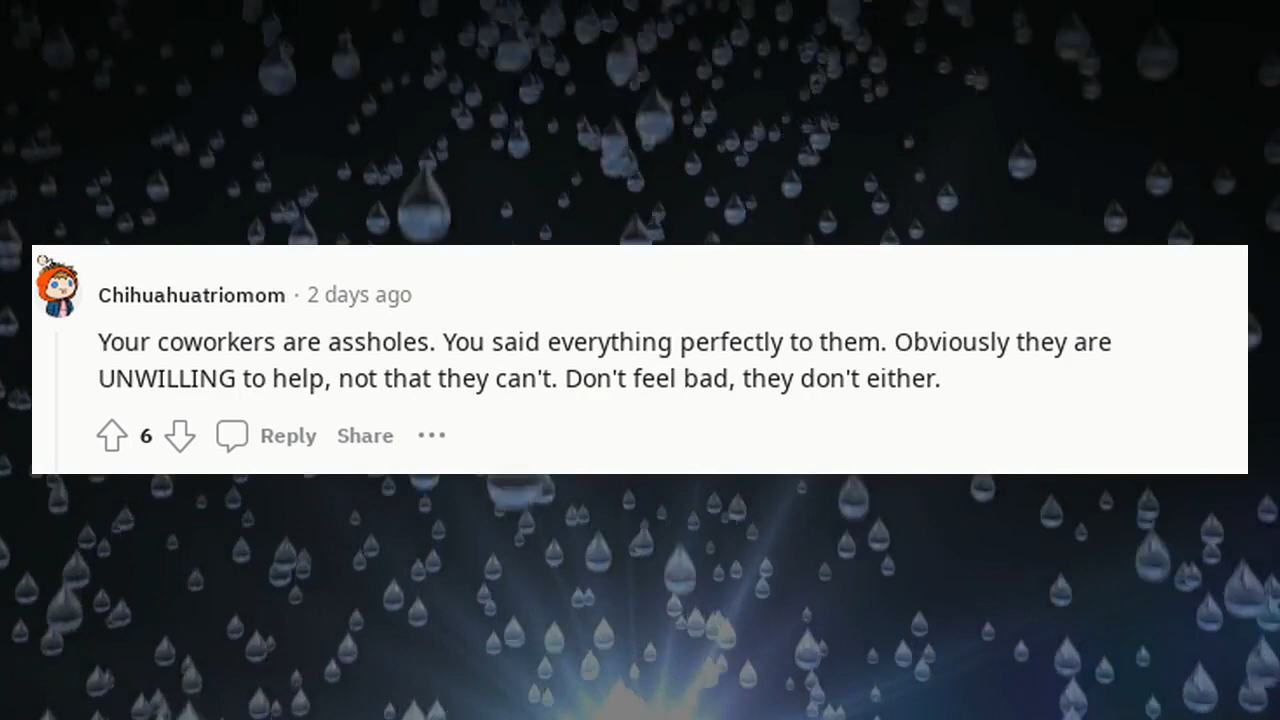 Chihuahuatriomom · 2 days ago
Your coworkers are assholes. You said everything perfectly to them. Obviously they are
UNWILLING to help, not that they can't. Don't feel bad, they don't either.
6 Reply Share •••